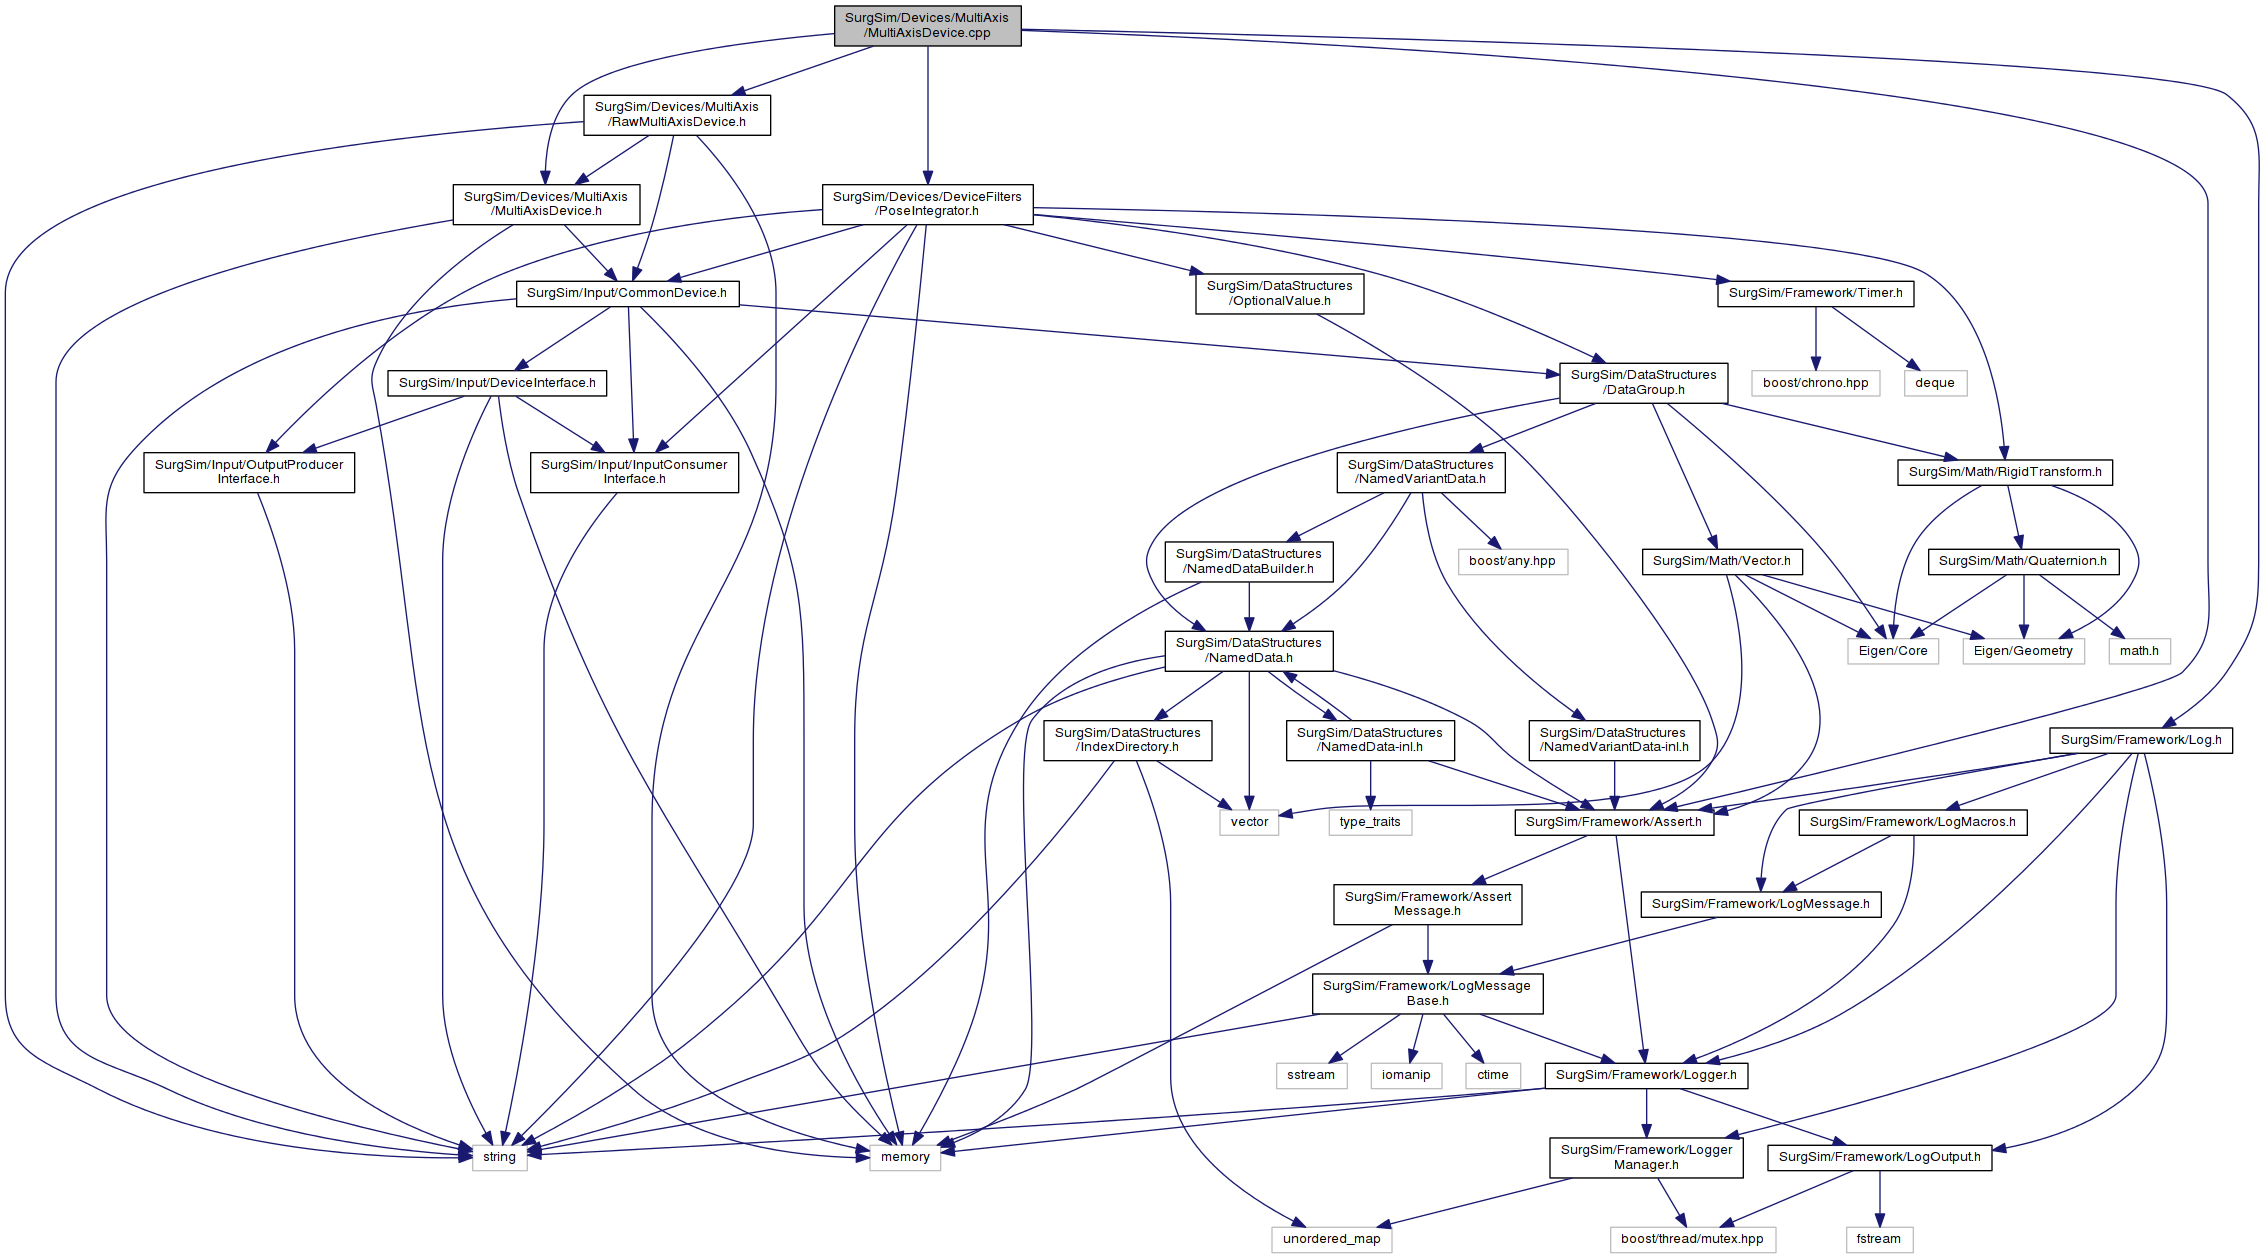 SurgSim/Devices/MultiAxis
/MultiAxisDevice.cpp
SurgSim/Devices/MultiAxis
/RawMultiAxisDevice.h
SurgSim/Devices/MultiAxis
/MultiAxisDevice.h
SurgSim/Devices/DeviceFilters
/PoseIntegrator.h
SurgSim/Input/CommonDevice.h
SurgSim/DataStructures
/OptionalValue.h
SurgSim/Framework/Timer.h
SurgSim/Input/DeviceInterface.h
SurgSim/DataStructures
/DataGroup.h
boost/chrono.hpp
deque
SurgSim/Input/OutputProducer
Interface.h
SurgSim/Input/InputConsumer
Interface.h
SurgSim/DataStructures
/NamedVariantData.h
SurgSim/Math/RigidTransform.h
SurgSim/DataStructures
/NamedDataBuilder.h
boost/any.hpp
SurgSim/Math/Vector.h
SurgSim/Math/Quaternion.h
SurgSim/DataStructures
/NamedData.h
Eigen/Core
Eigen/Geometry
math.h
SurgSim/DataStructures
/IndexDirectory.h
SurgSim/DataStructures
/NamedData-inl.h
SurgSim/DataStructures
/NamedVariantData-inl.h
SurgSim/Framework/Log.h
vector
type_traits
SurgSim/Framework/Assert.h
SurgSim/Framework/LogMacros.h
SurgSim/Framework/Assert
Message.h
SurgSim/Framework/LogMessage.h
SurgSim/Framework/LogMessage
Base.h
sstream
iomanip
ctime
SurgSim/Framework/Logger.h
string
memory
SurgSim/Framework/Logger
Manager.h
SurgSim/Framework/LogOutput.h
unordered_map
boost/thread/mutex.hpp
fstream